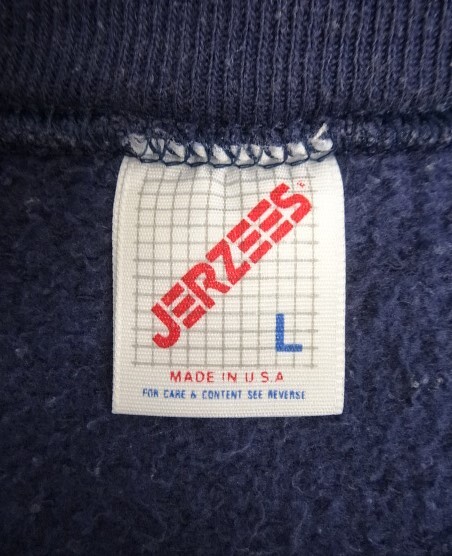 JERZEES®
L
MADE IN U.S.A
FOR CARE & CONTENT SEE REVERSE